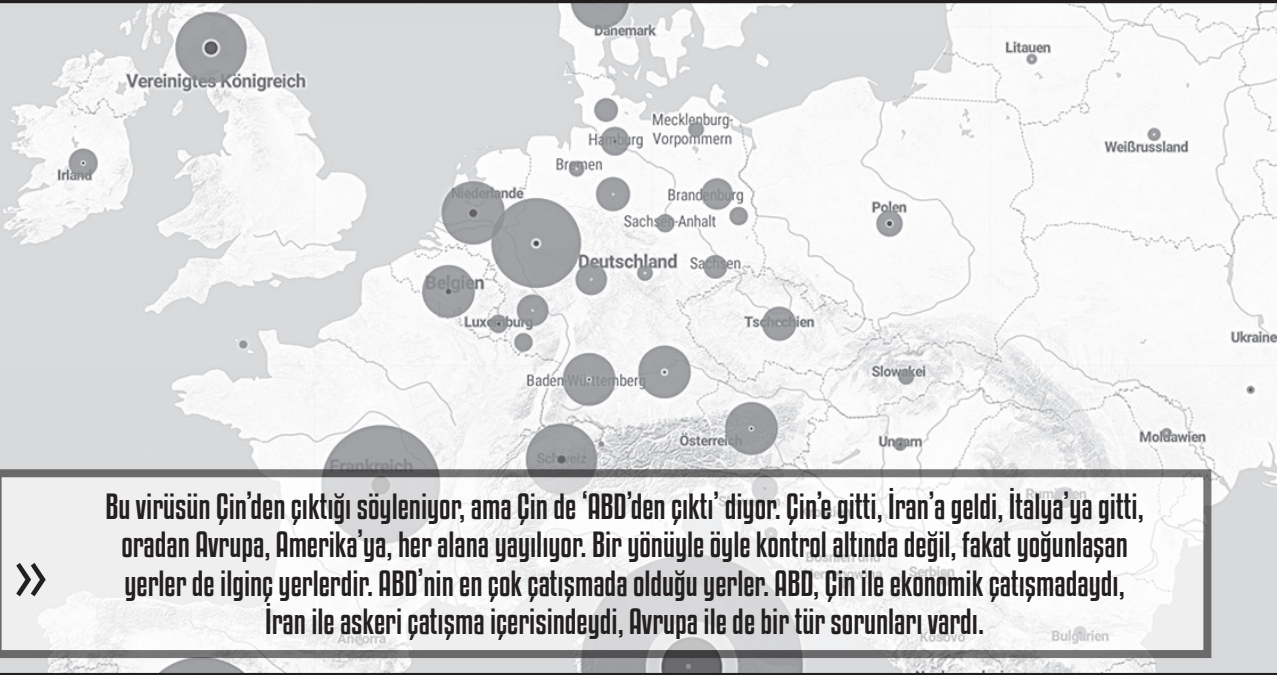 Dänemark
Litauen
Vereinigtes Königreich
Mecklenburg-
Vorpommern
Hamburg
Weißrussland
Bremen
Irland
Niederlande
Brandenburg
Polen
Sachsen-Anhalt
Deutschland
Sachsen
Belgien
Luxemburg
Tschechien
Ukraine
Slowakei
Baden-Württemberg
Österreich
Ungarn
Moldawien
Schweiz
Frankreich
Bu virüsün Çin’den çıktığı söyleniyor, ama Çin de ‘ABD’den çıktı’ diyor. Çin’e gitti, İran’a geldi, İtalya’ya gitti,
oradan Avrupa, Amerika’ya, her alana yayılıyor. Bir yönüyle öyle kontrol altında değil, fakat yoğunlaşan
» yerler de ilginç yerlerdir. ABD’nin en çok çatışmada olduğu yerler. ABD, Çin ile ekonomik çatışmadaydı,
İran ile askeri çatışma içerisindeydi, Avrupa ile de bir tür sorunları vardı.
Bosnien und
Serbien
Andorra
Kosovo
Bulgarien